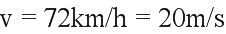 v = 72km/h = 20m/s